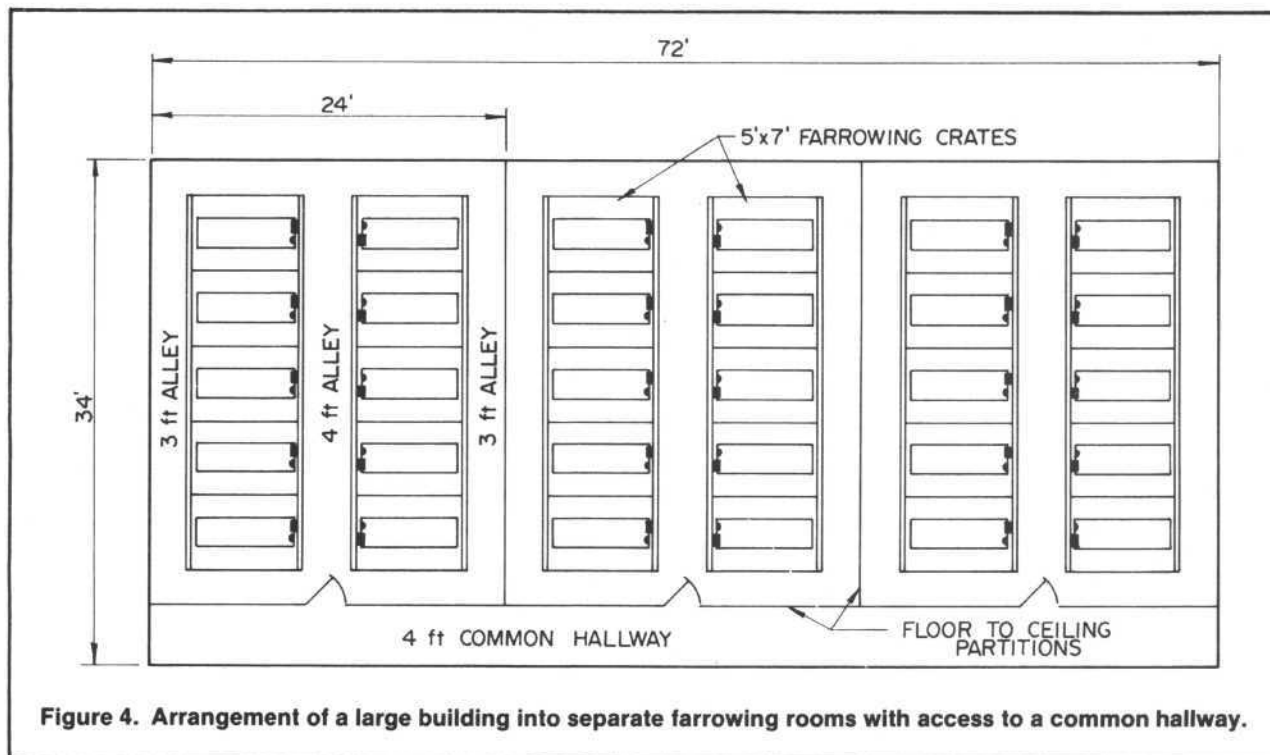 72'
24'
5'x7' FARROWING CRATES
34'
3 ft ALLEY
4 ft ALLEY
3 ft ALLEY
4 ft COMMON HALLWAY
FLOOR TO CEILING
PARTITIONS
Figure 4. Arrangement of a large building into separate farrowing rooms with access to a common hallway.